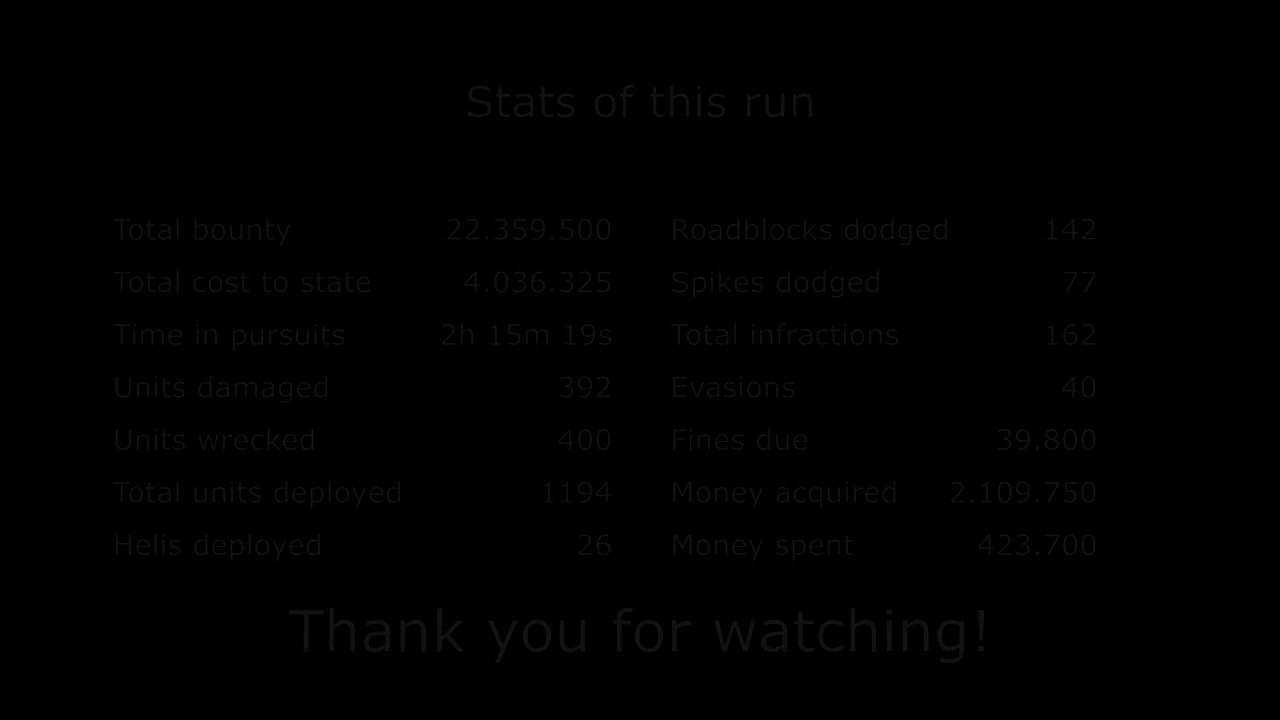 Stats of this run
Total bounty 22.359.500 Roadblocks dodged 142
Total cost to state 4.036.325 Spikes dodged 77
Time in pursuits 2h 15m 19s Total infractions 162
Units damaged 392 Evasions 40
Units wrecked 400 Fines due 39.800
Total units deployed 1194 Money acquired 2.109.750
Helis deployed 26 Money spent 423.700
Thank you for watching!